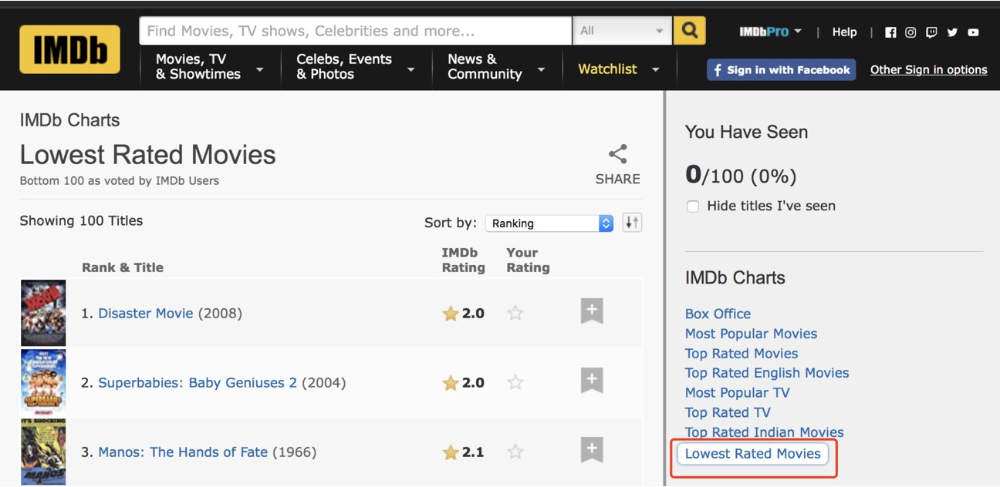 IMDb
Find Movies, TV shows, Celebrities and more...
All
IMDbPro
|
Help
|
Movies, TV
& Showtimes
Celebs, Events
& Photos
News &
Community
Watchlist
f Sign in with Facebook
Other Sign in options
IMDb Charts
Lowest Rated Movies
Bottom 100 as voted by IMDb Users
SHARE
Showing 100 Titles
Sort by: Ranking
Rank & Title
IMDb
Rating
Your
Rating
1. Disaster Movie (2008) 2.0
2. Superbabies: Baby Geniuses 2 (2004) 2.0
3. Manos: The Hands of Fate (1966) 2.1
MOVIE
SUPERBABIES
IT'S SHOCKING
MANOS
You Have Seen
0/100 (0%)
Hide titles I've seen
IMDb Charts
Box Office
Most Popular Movies
Top Rated Movies
Top Rated English Movies
Most Popular TV
Top Rated TV
Top Rated Indian Movies
Lowest Rated Movies